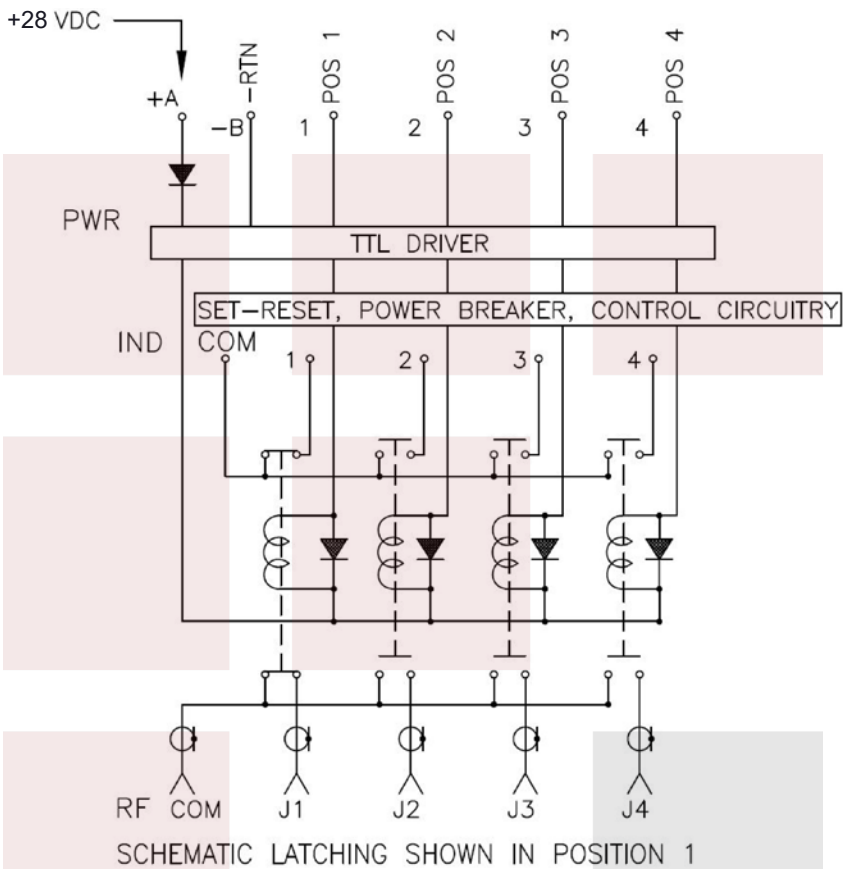 +28 VDC
+A
-RTN
-B
POS 1
1
POS 2
2
POS 3
3
POS 4
4
PWR
TTL DRIVER
SET-RESET, POWER BREAKER, CONTROL CIRCUITRY
IND COM 1 2 3 4
RF COM J1 J2 J3 J4
SCHEMATIC LATCHING SHOWN IN POSITION 1